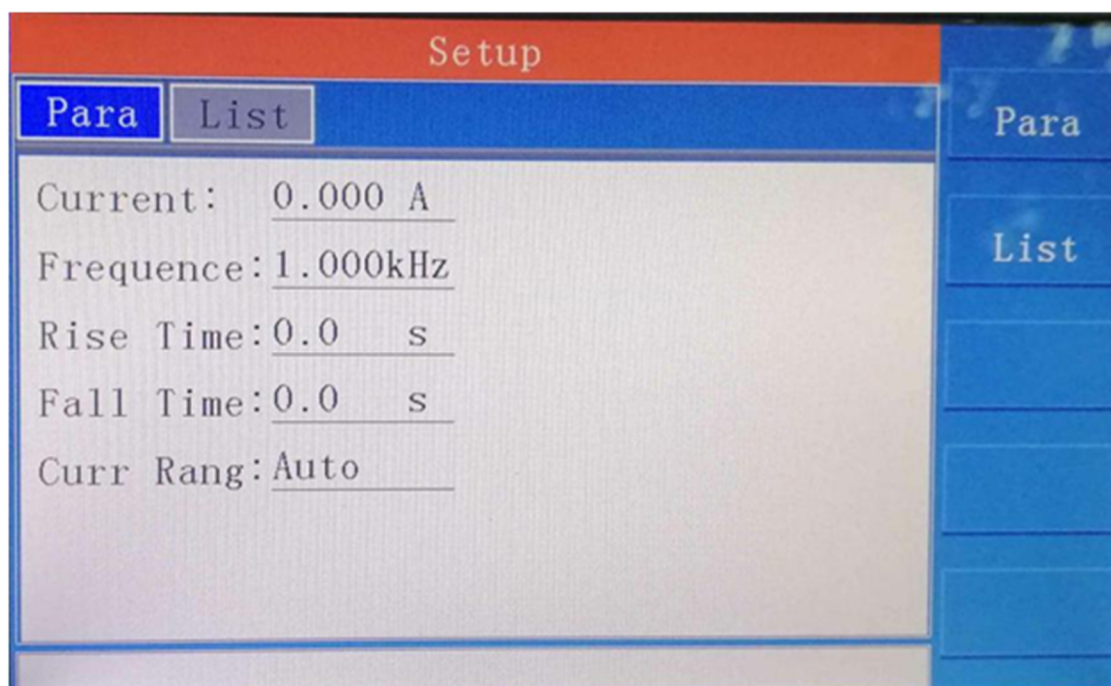 Setup
Para List
Current: 0.000 A
Frequence:1.000kHz
Rise Time:0.0 s
Fall Time:0.0 s
Curr Rang:Auto
Para
List